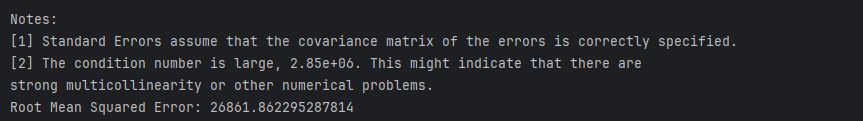 Notes:
[1] Standard Errors assume that the covariance matrix of the errors is correctly specified.
[2] The condition number is large, 2.85e+06. This might indicate that there are
strong multicollinearity or other numerical problems.
Root Mean Squared Error: 26861.862295287814